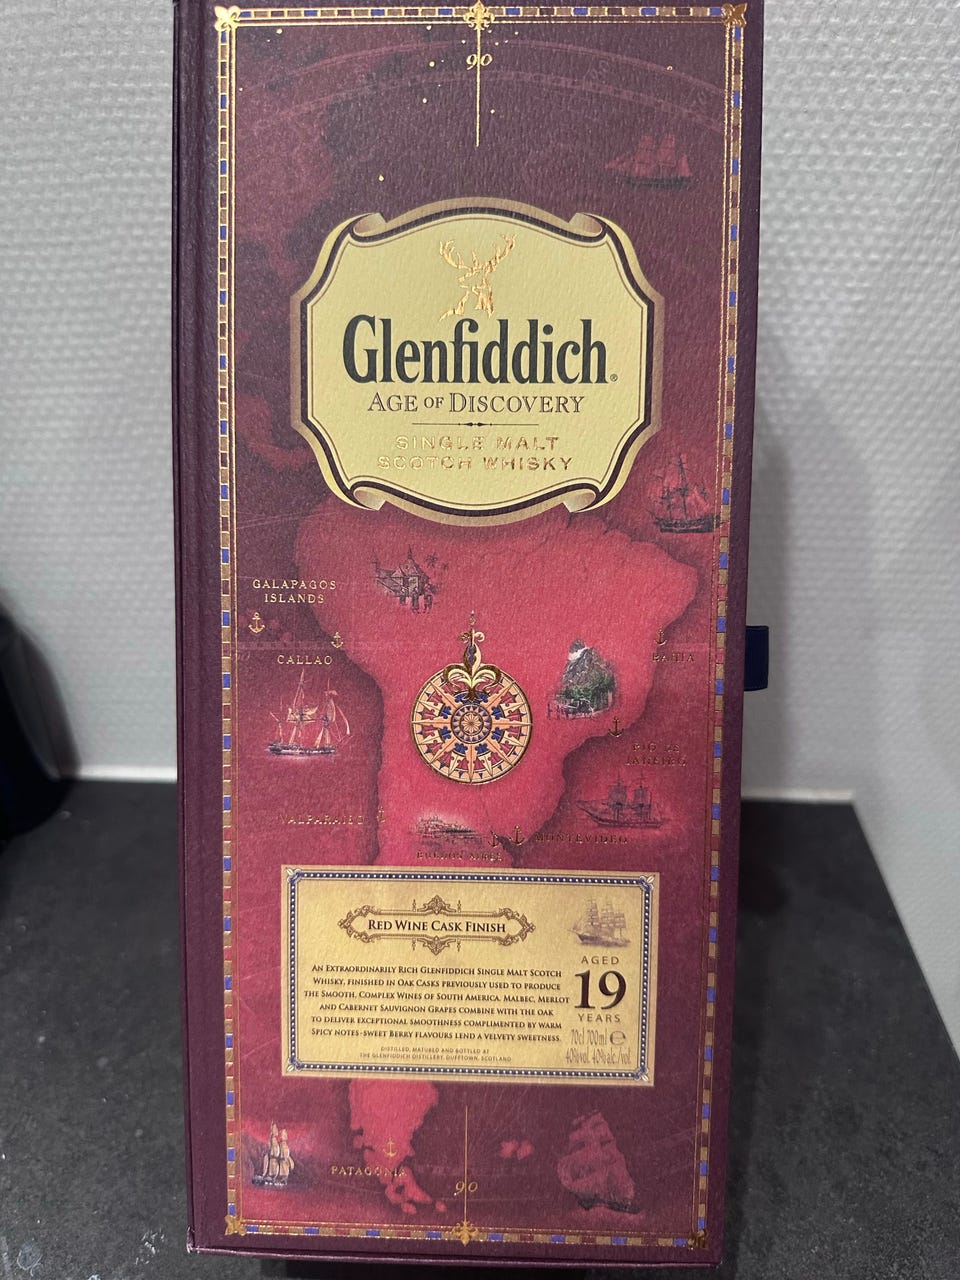 90
Glenfiddich®
AGE OF DISCOVERY
SINGLE MALT
SCOTCH WHISKY
GALAPAGOS
ISLANDS
CALLAO
BAHIA
RIO DE
JANEIRO
VALPARAISO
MONTEVIDEO
BUENOS AIRES
RED WINE CASK FINISH
AN EXTRAORDINARILY RICH GLENFIDDICH SINGLE MALT SCOTCH
WHISKY, FINISHED IN OAK CASKS PREVIOUSLY USED TO PRODUCE
THE SMOOTH, COMPLEX WINES OF SOUTH AMERICA, MALBEC, MERLOT
AND CABERNET SAUVIGNON GRAPES COMBINE WITH THE OAK
TO DELIVER EXCEPTIONAL SMOOTHNESS COMPLIMENTED BY WARM
SPICY NOTES-SWEET BERRY FLAVOURS LEND A VELVETY SWEETNESS.
DISTILLED, MATURED AND BOTTLED AT
THE GLENFIDDICH DISTILLERY, DUFFTOWN, SCOTLAND
AGED
19
YEARS
70cl 700ml ℮
40%vol. 40%alc./vol.
PATAGONIA
90